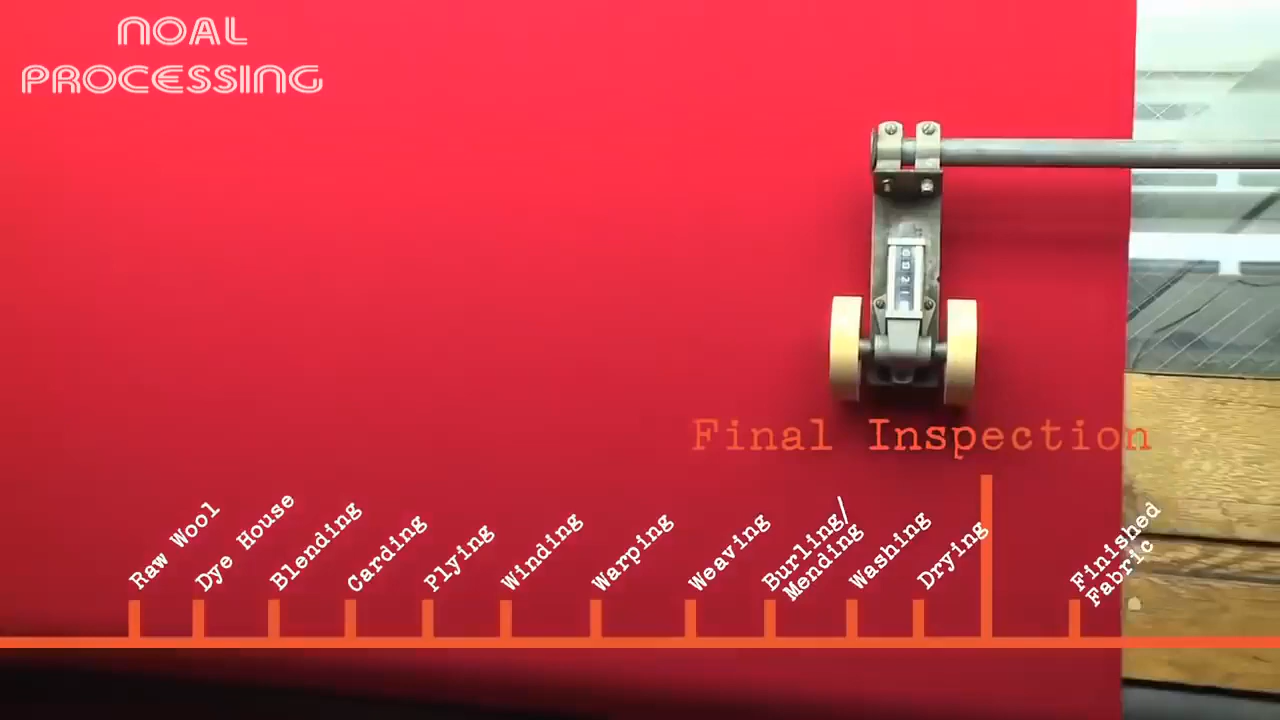 NOAL
PROCESSING
Final Inspection
Raw Wool
Dye House
Blending
Carding
Plying
Winding
Warping
Weaving
Burling/
Mending
Washing
Drying
Finished
Fabric